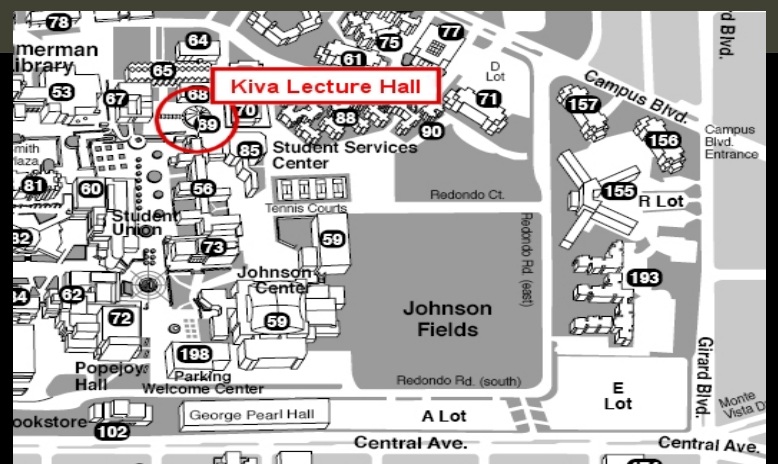 78
64
77
75
d Blvd.
merman
ibrary
61
65
D
Lot
53
67
68
Kiva Lecture Hall
70
71
Campus Blvd.
157
69
88
90
156
Campus
Blvd.
Entrance
mith
laza
85
Student Services
Center
81
60
56
Redondo Ct.
155
R Lot
Tennis Courts
Student
Union
32
73
59
Redondo Rd. (east)
Johnson
Center
193
34
62
72
59
Johnson
Fields
198
Popejoy
Hall
Parking
Welcome Center
Redondo Rd. (south)
Girard Blvd.
E
Lot
Monte
Vista D
ookstore
102
George Pearl Hall
A Lot
Central Ave.
Central Ave.